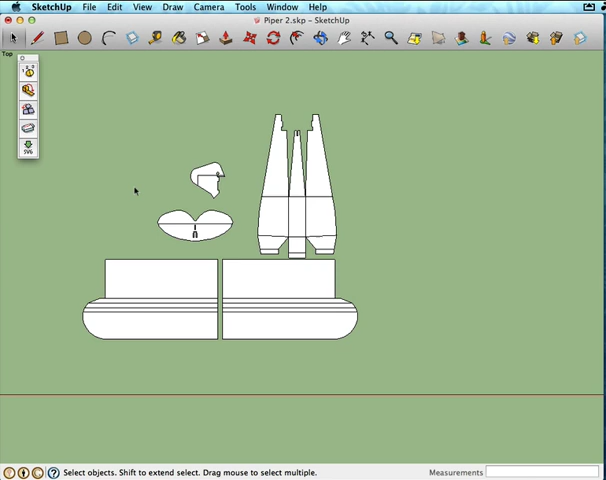 SketchUp File Edit View Draw Camera Tools Window Help
Piper 2.skp - SketchUp
Top
SVG
Select objects. Shift to extend select. Drag mouse to select multiple.
Measurements